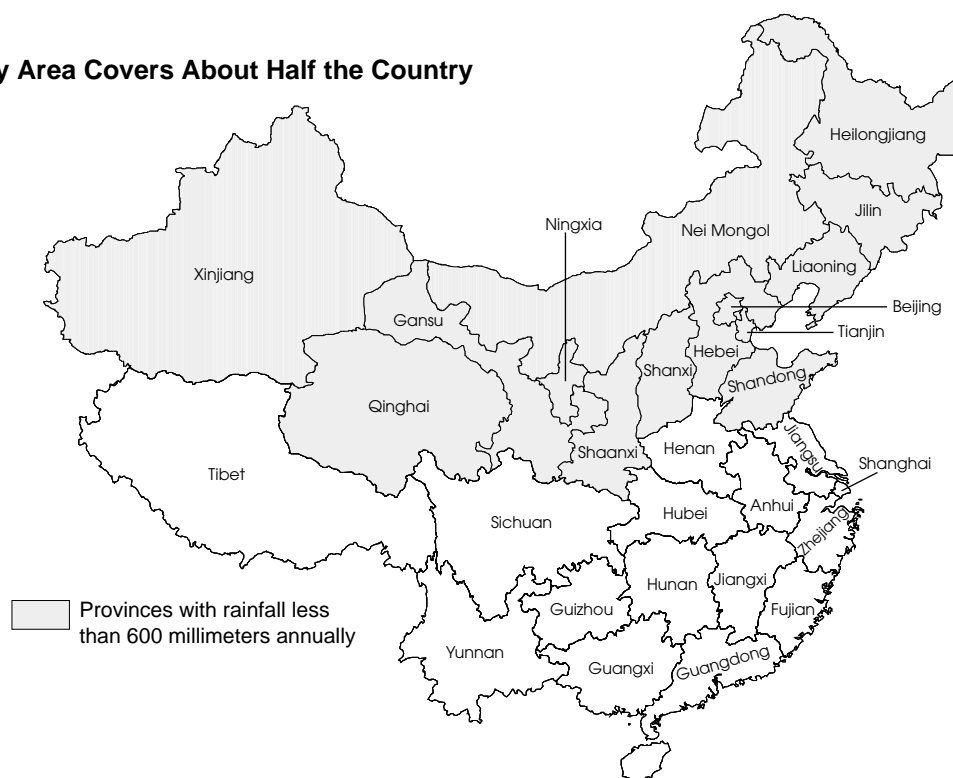 y Area Covers About Half the Country
Heilongjiang
Jilin
Ningxia
Nei Mongol
Liaoning
Xinjiang
Beijing
Gansu
Tianjin
Hebei
Shanxi
Shandong
Qinghai
Jiangsu
Henan
Shaanxi
Shanghai
Tibet
Anhui
Hubei
Sichuan
Zhejiang
Hunan
Jiangxi
Guizhou
Fujian
Provinces with rainfall less
than 600 millimeters annually
Yunnan
Guangxi
Guangdong